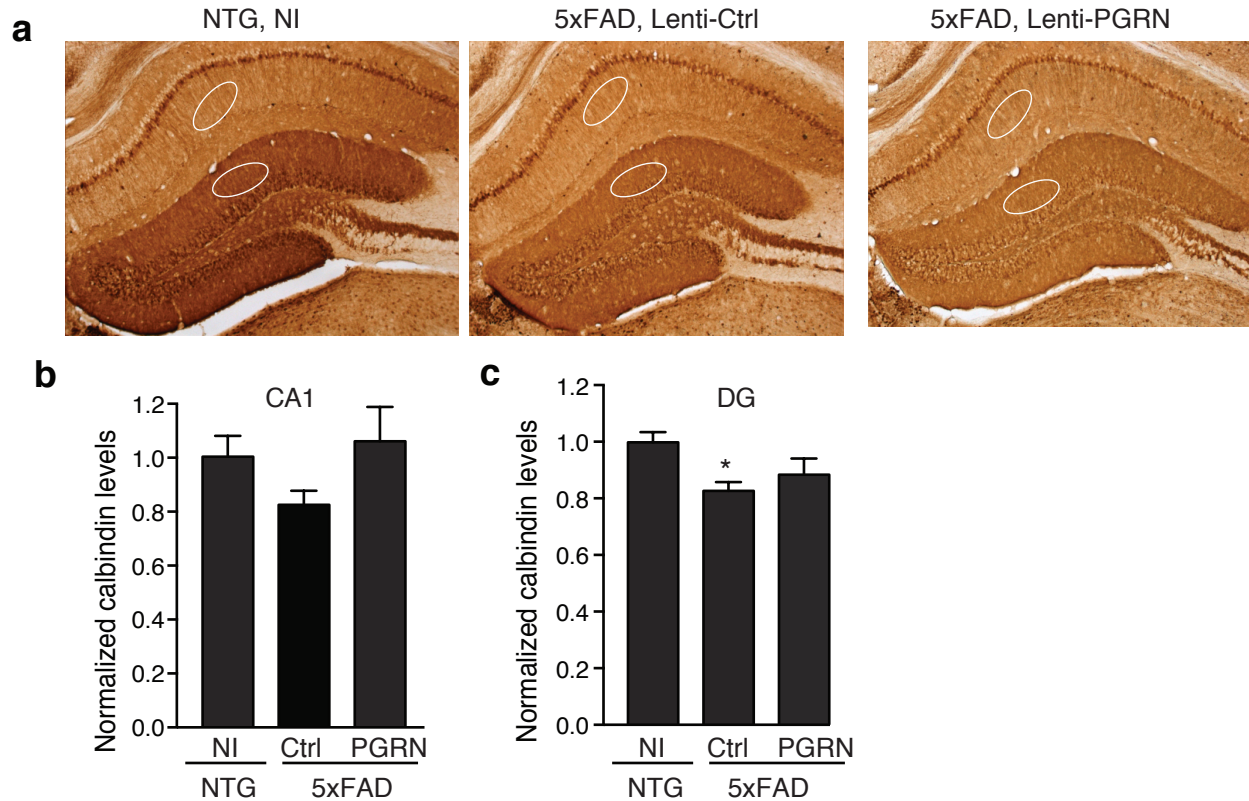 a
NTG, NI
5xFAD, Lenti-Ctrl
5xFAD, Lenti-PGRN
b
CA1
Normalized calbindin levels
1.2
1.0
0.8
0.6
0.4
0.2
0.0
NI
Ctrl
PGRN
NTG
5xFAD
c
DG
Normalized calbindin levels
1.2
1.0
0.8
0.6
0.4
0.2
0.0
*
NI
Ctrl
PGRN
NTG
5xFAD